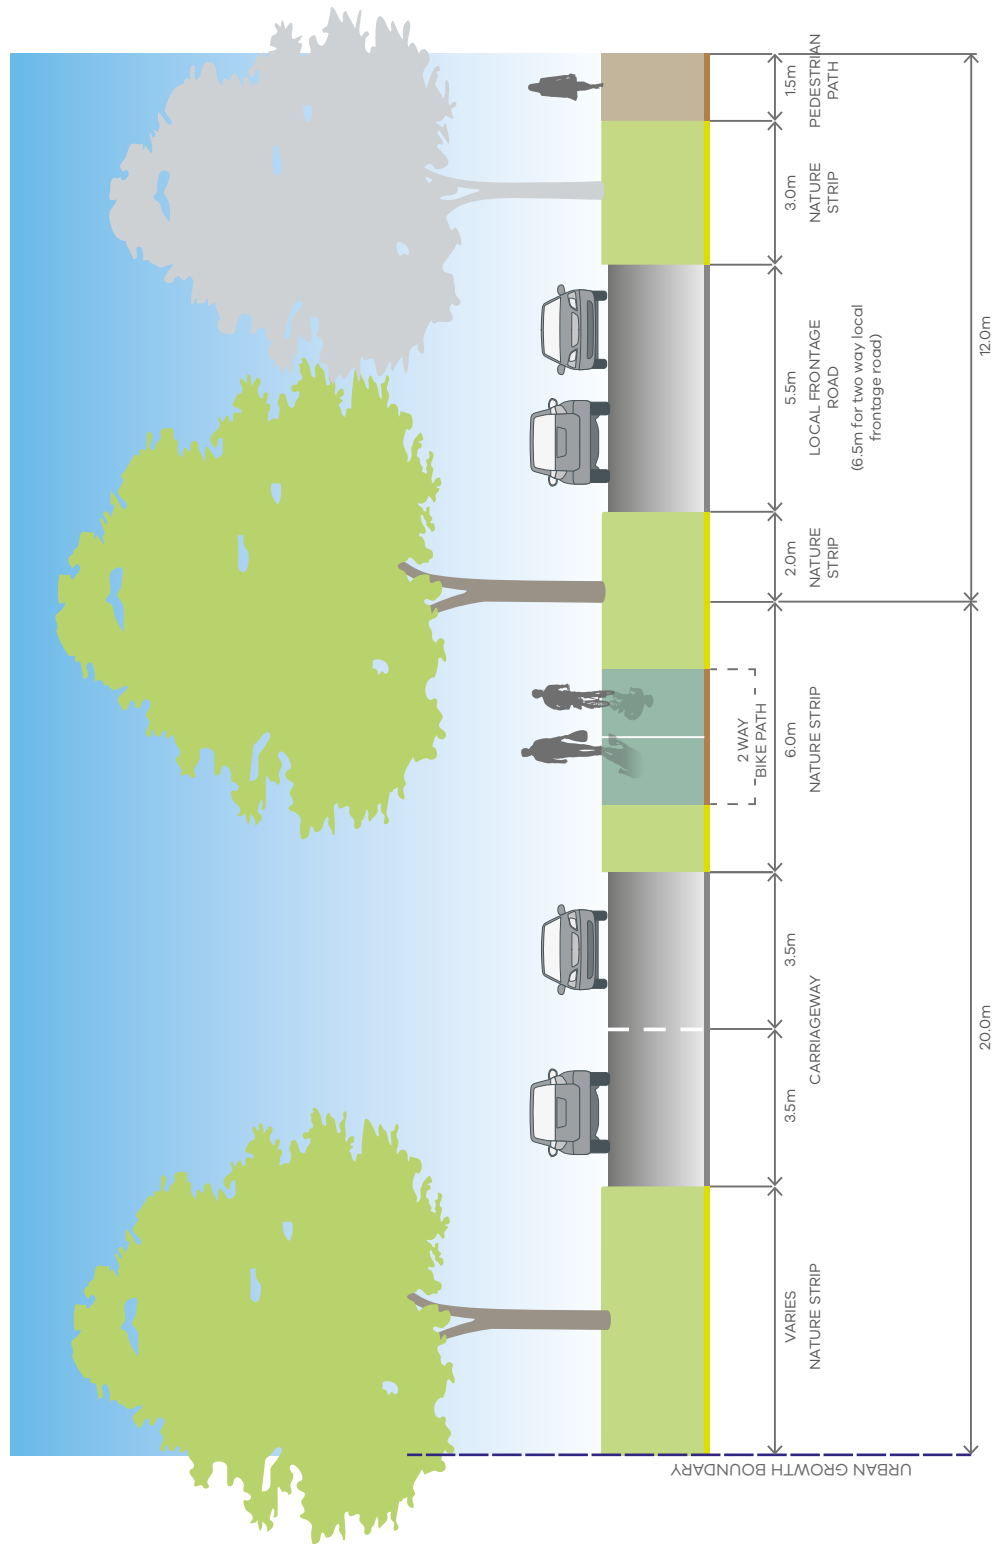 URBAN GROWTH BOUNDARY
VARIES
NATURE STRIP
3.5m
3.5m
CARRIAGEWAY
2 WAY
BIKE PATH
6.0m
NATURE STRIP
2.0m
NATURE
STRIP
5.5m
LOCAL FRONTAGE
ROAD
(6.5m for two way local
frontage road)
3.0m
NATURE
STRIP
1.5m
PEDESTRIAN
PATH
20.0m
12.0m